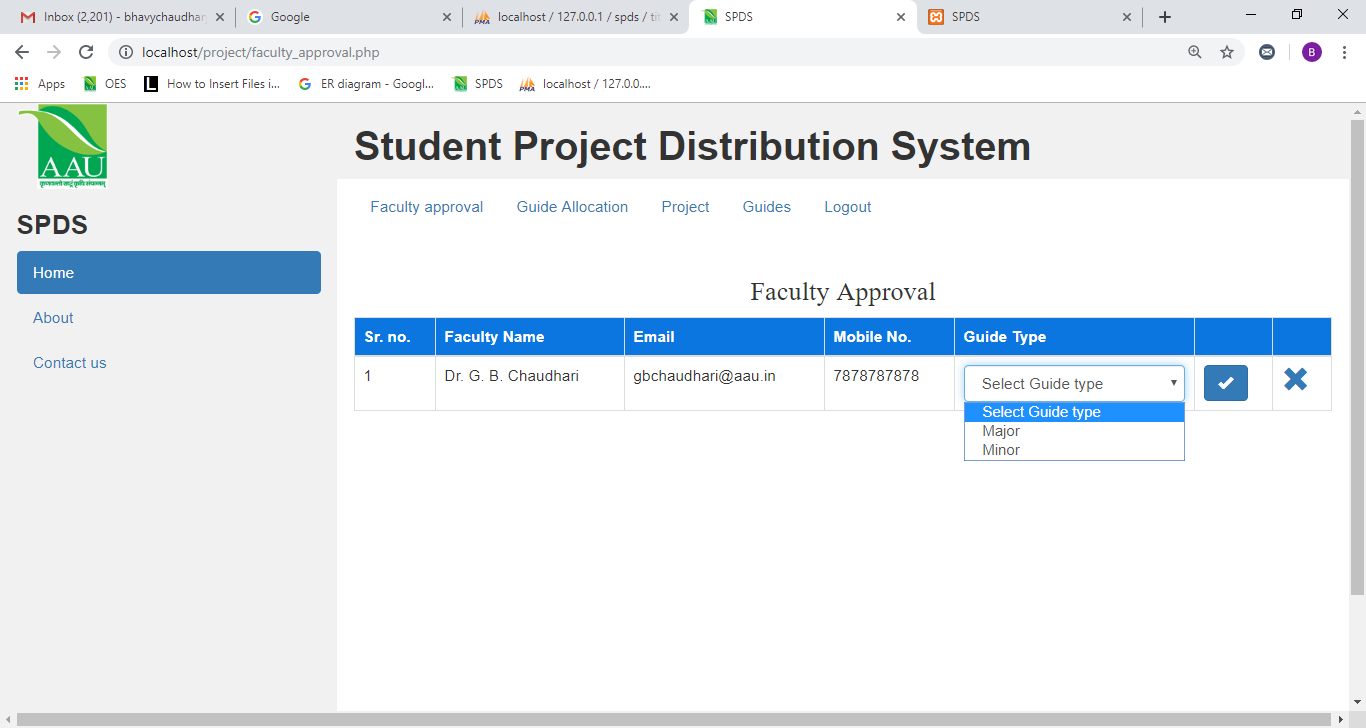 Inbox (2,201) - bhavychaudhar
Google
localhost / 127.0.0.1 / spds / tit
SPDS
SPDS
localhost/project/faculty_approval.php
B
Apps
OES
How to Insert Files i...
ER diagram - Googl...
SPDS
localhost / 127.0.0....
AAU
Student Project Distribution System
SPDS
Home
About
Contact us
Faculty approval Guide Allocation Project Guides Logout
Faculty Approval
Sr. no. Faculty Name Email Mobile No. Guide Type
1 Dr. G. B. Chaudhari gbchaudhari@aau.in 7878787878 Select Guide type
Select Guide type
Major
Minor